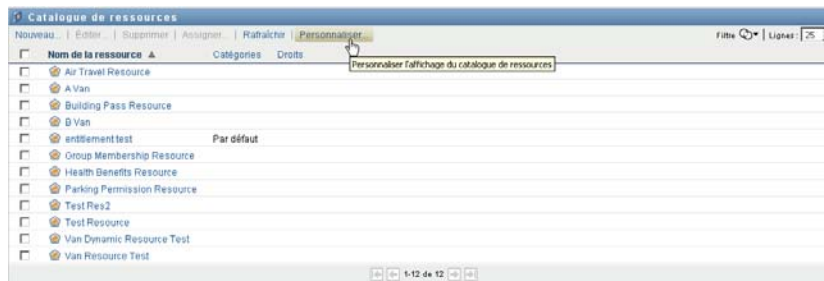 Catalogue de ressources
Nouveau... | Éditer... | Supprimer | Assigner... | Rafraîchir | Personnaliser... Filtre | Lignes : 25
Nom de la ressource Catégories Droits
Personnaliser l'affichage du catalogue de ressources
Air Travel Resource
A Van
Building Pass Resource
B Van
entitlement test Par défaut
Group Membership Resource
Health Benefits Resource
Parking Permission Resource
Test Res2
Test Resource
Van Dynamic Resource Test
Van Resource Test
1-12 de 12